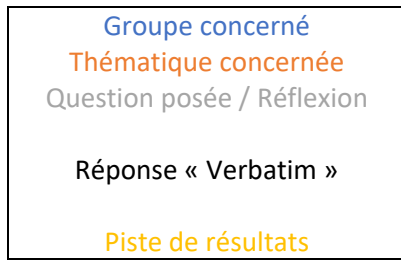 Groupe concerné
Thématique concernée
Question posée / Réflexion
Réponse « Verbatim »
Piste de résultats